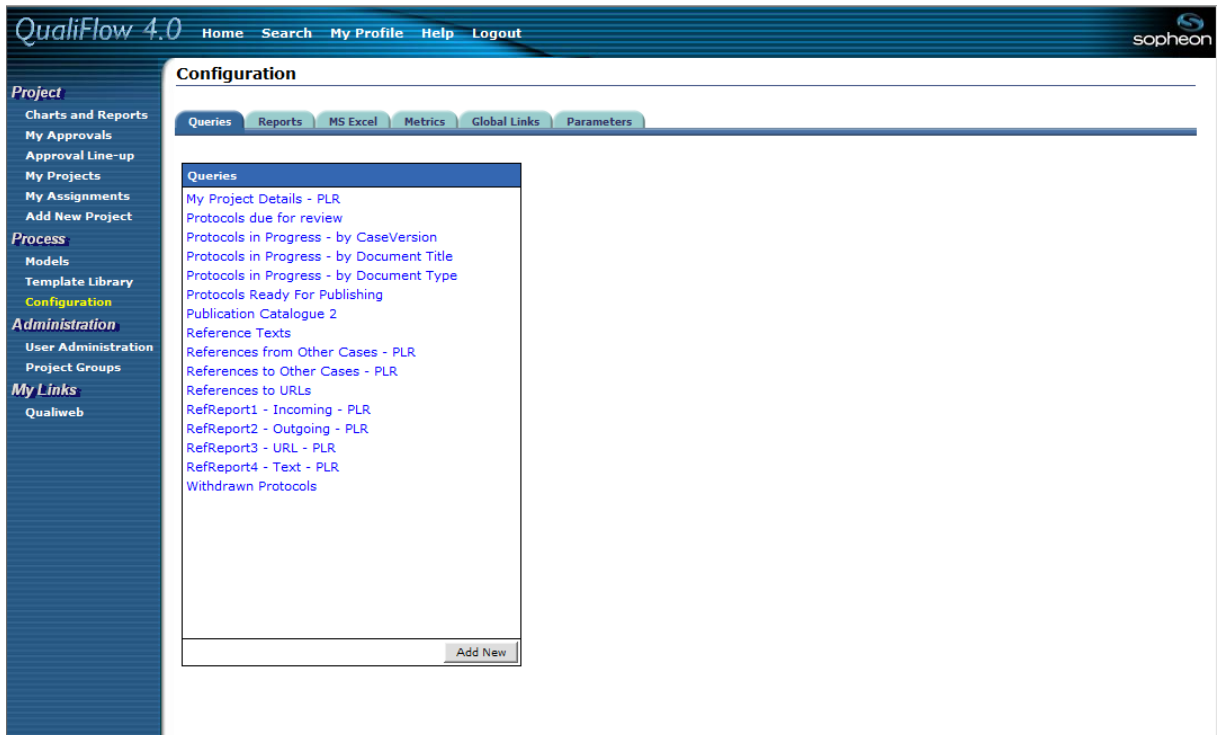 QualiFlow 4.0 Home Search My Profile Help Logout
sopheon
Configuration
Project
Charts and Reports
My Approvals
Approval Line-up
My Projects
My Assignments
Add New Project
Process
Models
Template Library
Configuration
Administration
User Administration
Project Groups
My Links
Qualiweb
Queries Reports MS Excel Metrics Global Links Parameters
Queries
My Project Details - PLR
Protocols due for review
Protocols in Progress - by CaseVersion
Protocols in Progress - by Document Title
Protocols in Progress - by Document Type
Protocols Ready For Publishing
Publication Catalogue 2
Reference Texts
References from Other Cases - PLR
References to Other Cases - PLR
References to URLs
RefReport1 - Incoming - PLR
RefReport2 - Outgoing - PLR
RefReport3 - URL - PLR
RefReport4 - Text - PLR
Withdrawn Protocols
Add New